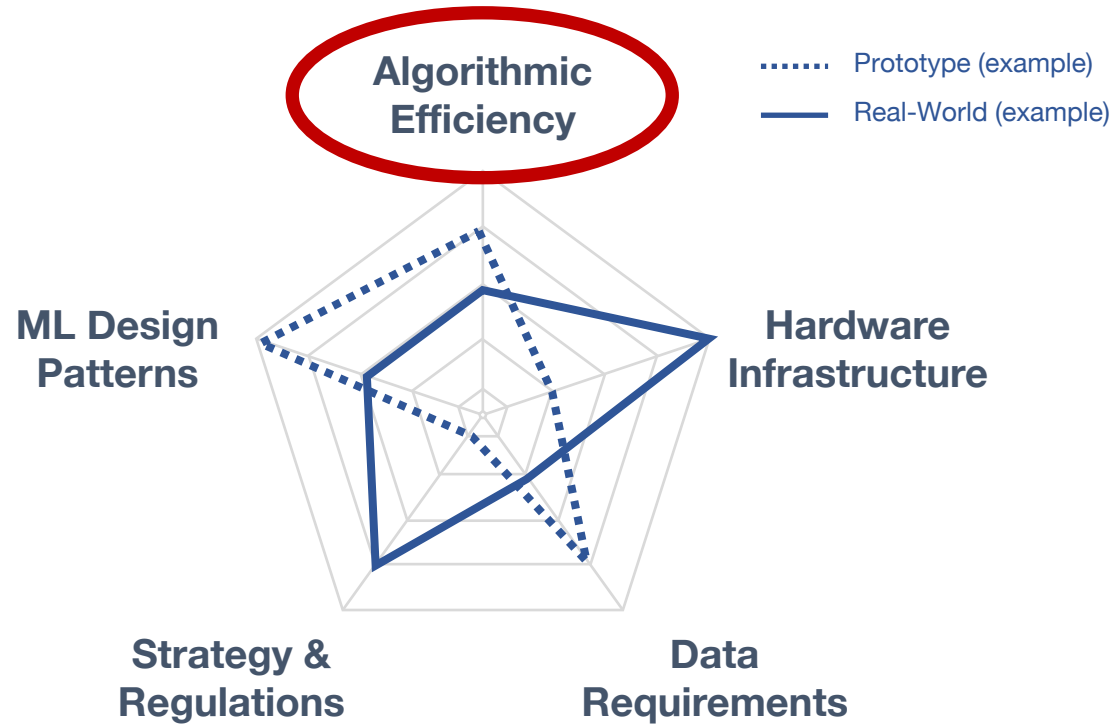 Algorithmic
Efficiency
Prototype (example)
Real-World (example)
ML Design
Patterns
Hardware
Infrastructure
Strategy &
Regulations
Data
Requirements